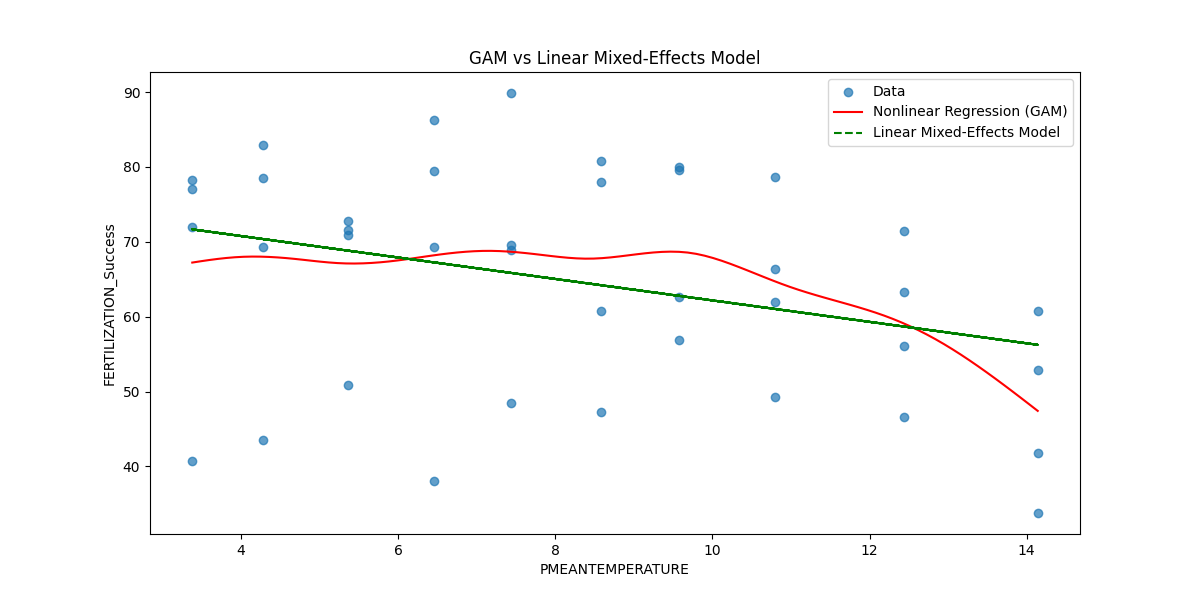 GAM vs Linear Mixed-Effects Model
Data
Nonlinear Regression (GAM)
Linear Mixed-Effects Model
FERTILIZATION_Success
90
80
70
60
50
40
4
6
8
10
12
14
PMEANTEMPERATURE